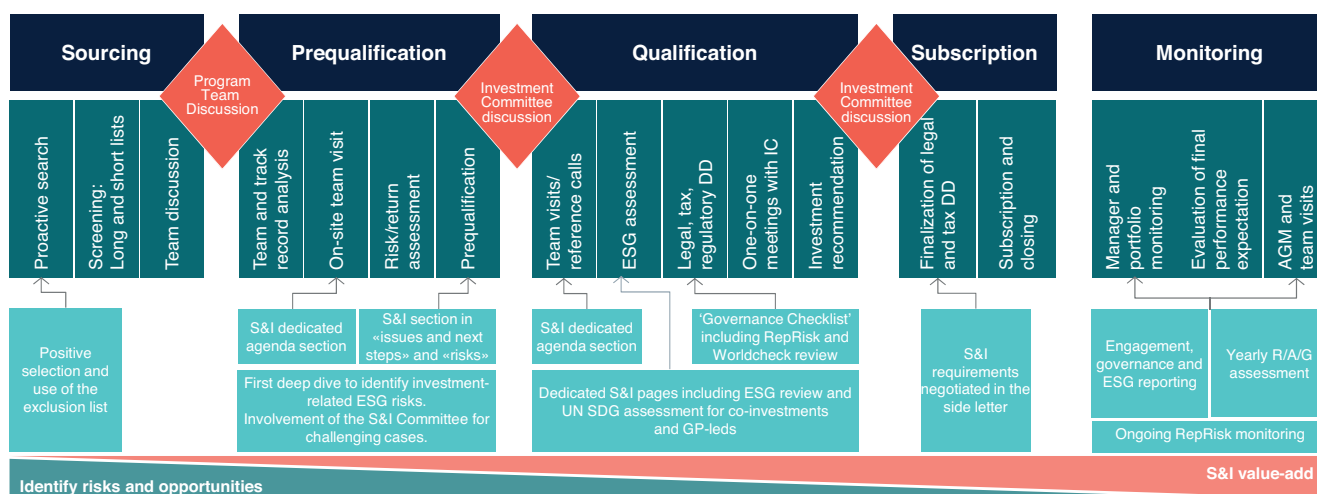 Sourcing
Prequalification
Qualification
Subscription
Monitoring
Program
Team
Discussion
Investment
Committee
discussion
Investment
Committee
discussion
Proactive search
Screening:
Long and short lists
Team discussion
Team and track
record analysis
On-site team visit
Risk/return
assessment
Prequalification
Team visits/
reference calls
ESG assessment
Legal, tax,
regulatory DD
One-on-one
meetings with IC
Investment
recommendation
Finalization of legal
and tax DD
Subscription and
closing
Manager and
portfolio
monitoring
Evaluation of final
performance
expectation
AGM and
team visits
Positive
selection and
use of the
exclusion list
S&I dedicated
agenda section
S&I section in
«issues and next
steps» and «risks»
First deep dive to identify investment-
related ESG risks.
Involvement of the S&I Committee for
challenging cases.
S&I dedicated
agenda section
'Governance Checklist'
including RepRisk and
Worldcheck review
Dedicated S&I pages including ESG review and
UN SDG assessment for co-investments
and GP-leds
S&I
requirements
negotiated in the
side letter
Engagement,
governance and
ESG reporting
Yearly R/A/G
assessment
Ongoing RepRisk monitoring
S&I value-add
Identify risks and opportunities